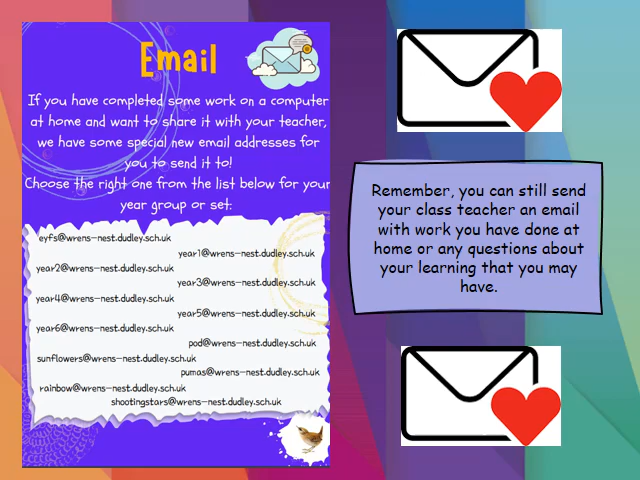 Email
If you have completed some work on a computer
at home and want to share it with your teacher,
we have some special new email addresses for
you to send it to!
Choose the right one from the list below for your
year group or set:
eyfs@wrens-nest.dudley.sch.uk
year1@wrens-nest.dudley.sch.uk
year2@wrens-nest.dudley.sch.uk
year3@wrens-nest.dudley.sch.uk
year4@wrens-nest.dudley.sch.uk
year5@wrens-nest.dudley.sch.uk
year6@wrens-nest.dudley.sch.uk
pod@wrens-nest.dudley.sch.uk
sunflowers@wrens-nest.dudley.sch.uk
pumas@wrens-nest.dudley.sch.uk
rainbow@wrens-nest.dudley.sch.uk
shootingstars@wrens-nest.dudley.sch.uk
Remember, you can still send
your class teacher an email
with work you have done at
home or any questions about
your learning that you may
have.